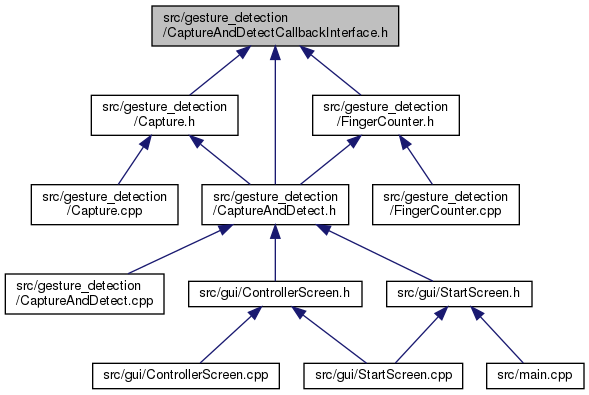 src/gesture_detection
/CaptureAndDetectCallbackInterface.h
src/gesture_detection
/Capture.h
src/gesture_detection
/FingerCounter.h
src/gesture_detection
/Capture.cpp
src/gesture_detection
/CaptureAndDetect.h
src/gesture_detection
/FingerCounter.cpp
src/gesture_detection
/CaptureAndDetect.cpp
src/gui/ControllerScreen.h
src/gui/StartScreen.h
src/gui/ControllerScreen.cpp
src/gui/StartScreen.cpp
src/main.cpp